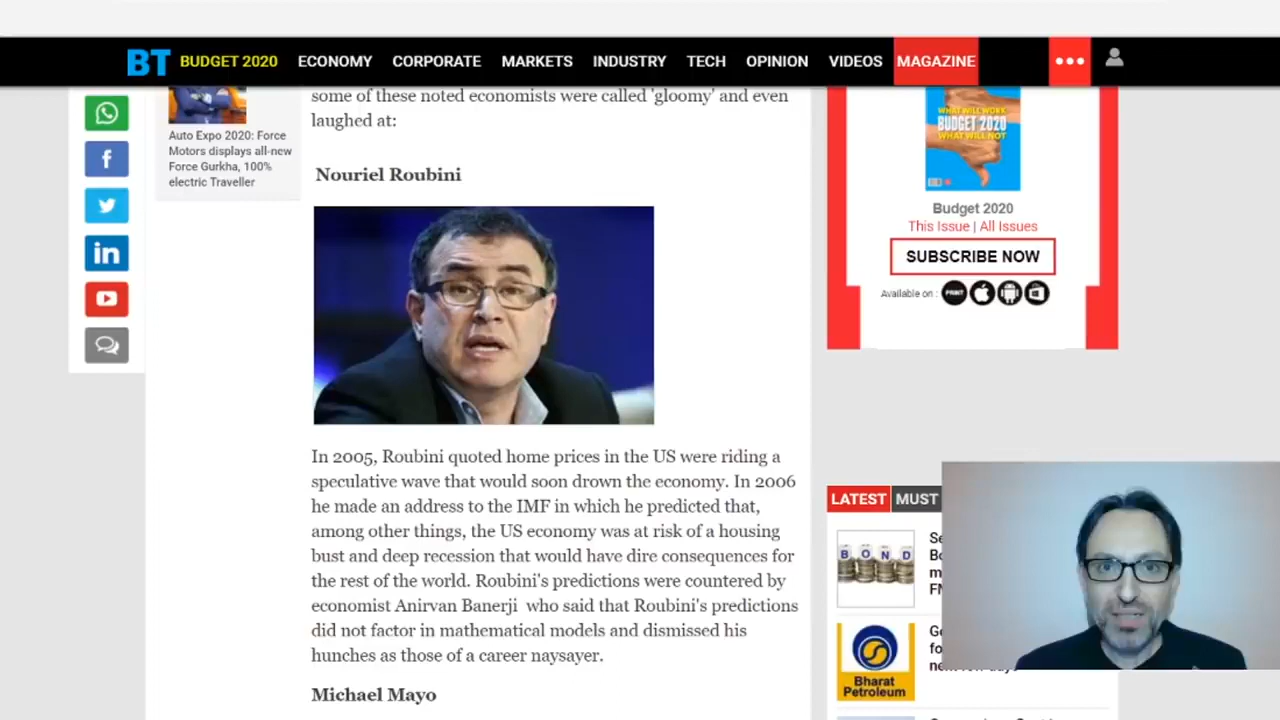 BT BUDGET 2020 ECONOMY CORPORATE MARKETS INDUSTRY TECH OPINION VIDEOS MAGAZINE
Auto Expo 2020: Force
Motors displays all-new
Force Gurkha, 100%
electric Traveller
some of these noted economists were called 'gloomy' and even
laughed at:
Nouriel Roubini
In 2005, Roubini quoted home prices in the US were riding a
speculative wave that would soon drown the economy. In 2006
he made an address to the IMF in which he predicted that,
among other things, the US economy was at risk of a housing
bust and deep recession that would have dire consequences for
the rest of the world. Roubini's predictions were countered by
economist Anirvan Banerji who said that Roubini's predictions
did not factor in mathematical models and dismissed his
hunches as those of a career naysayer.
Michael Mayo
WHAT WILL WORK
BUDGET 2020
WHAT WILL NOT
Budget 2020
This Issue | All Issues
SUBSCRIBE NOW
Available on : PRINT
LATEST MUST
BOND
Bharat
Petroleum